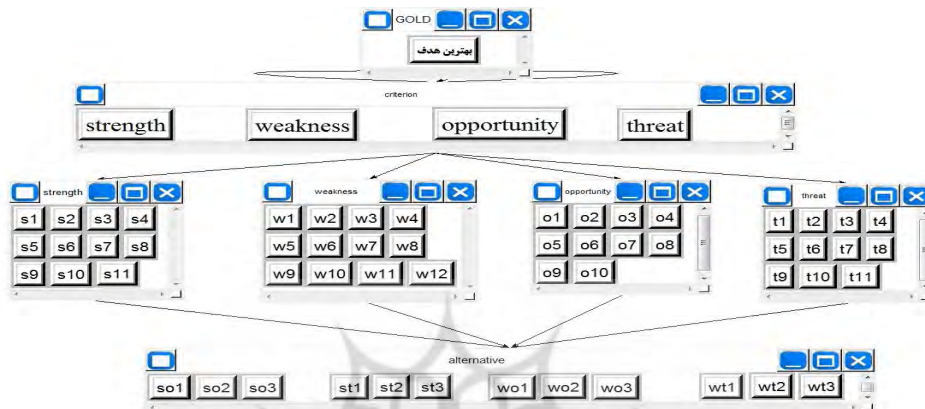 GOLD
بهترین هدف
criterion
strength weakness opportunity threat
strength weakness opportunity threat
s1 s2 s3 s4 w1 w2 w3 w4 o1 o2 o3 o4 t1 t2 t3 t4
s5 s6 s7 s8 w5 w6 w7 w8 o5 o6 o7 o8 t5 t6 t7 t8
s9 s10 s11 w9 w10 w11 w12 o9 o10 t9 t10 t11
alternative
so1 so2 so3 st1 st2 st3 wo1 wo2 wo3 wt1 wt2 wt3